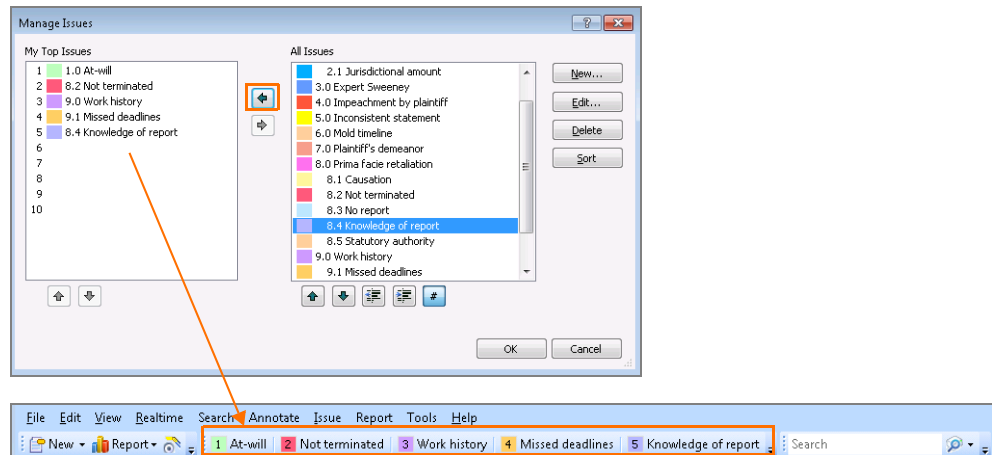 Manage Issues
My Top Issues
1 1.0 At-will
2 8.2 Not terminated
3 9.0 Work history
4 9.1 Missed deadlines
5 8.4 Knowledge of report
6
7
8
9
10
All Issues
2.1 Jurisdictional amount
3.0 Expert Sweeney
4.0 Impeachment by plaintiff
5.0 Inconsistent statement
6.0 Mold timeline
7.0 Plaintiff's demeanor
8.0 Prima facie retaliation
8.1 Causation
8.2 Not terminated
8.3 No report
8.4 Knowledge of report
8.5 Statutory authority
9.0 Work history
9.1 Missed deadlines
New...
Edit...
Delete
Sort
#
OK Cancel
File Edit View Realtime Search Annotate Issue Report Tools Help
New Report 1 At-will 2 Not terminated 3 Work history 4 Missed deadlines 5 Knowledge of report Search